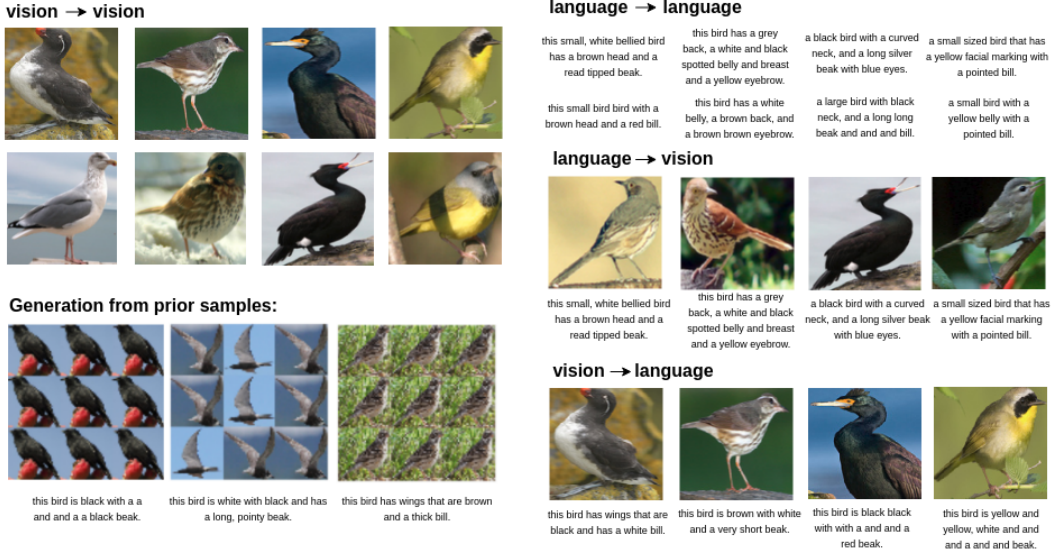 vision → vision
Generation from prior samples:
this bird is black with a a
and and a a black beak.
this bird is white with black and has
a long, pointy beak.
this bird has wings that are brown
and a thick bill.
language → language
this small, white bellied bird
has a brown head and a
read tipped beak.
this bird has a grey
back, a white and black
spotted belly and breast
and a yellow eyebrow.
a black bird with a curved
neck, and a long silver
beak with blue eyes.
a small sized bird that has
a yellow facial marking with
a pointed bill.
this small bird bird with a
brown head and a red bill.
this bird has a white
belly, a brown back, and
a brown brown eyebrow.
a large bird with black
neck, and a long long
beak and and and bill.
a small bird with a
yellow belly with a
pointed bill.
language → vision
this small, white bellied bird
has a brown head and a
read tipped beak.
this bird has a grey
back, a white and black
spotted belly and breast
and a yellow eyebrow.
a black bird with a curved
neck, and a long silver beak
with blue eyes.
a small sized bird that has
a yellow facial marking
with a pointed bill.
vision → language
this bird has wings that are
black and has a white bill.
this bird is brown with white
and a very short beak.
this bird is black black
with with a and and a
red beak.
this bird is yellow and
yellow, white and and
and a and and beak.